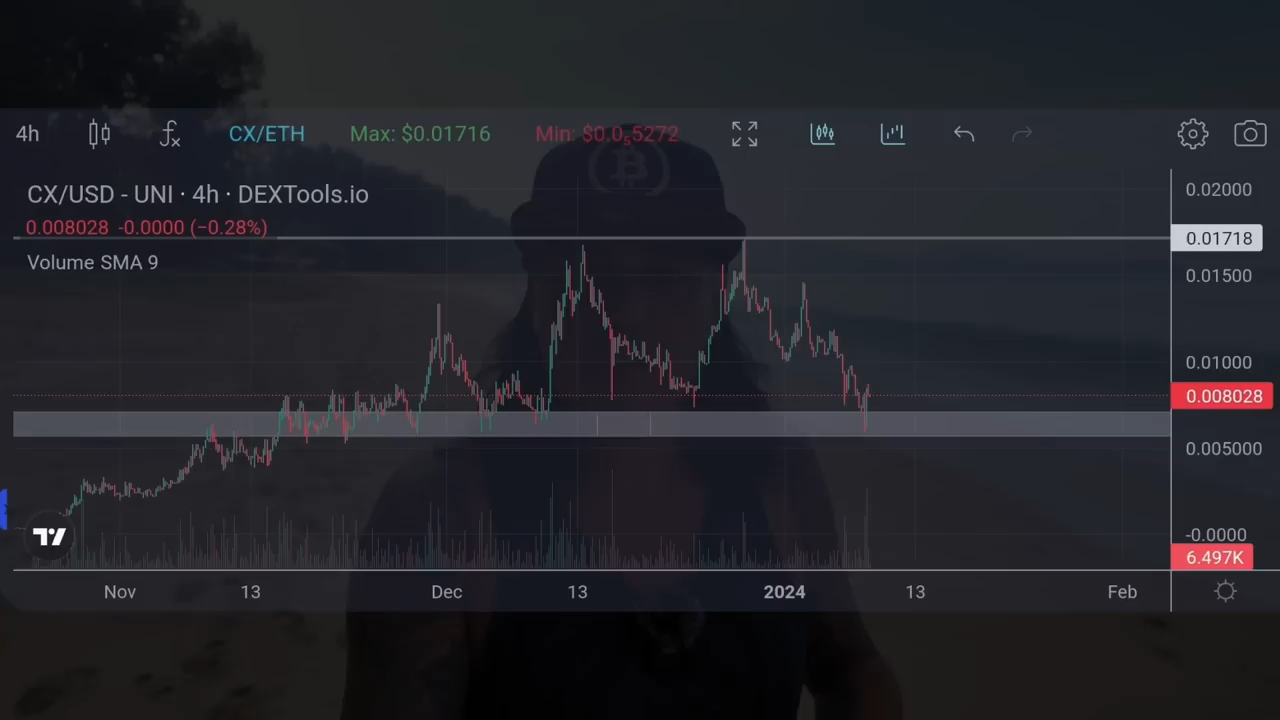 4h CX/ETH Max: $0.01716 Min: $0.0₅5272
CX/USD - UNI · 4h · DEXTools.io
0.008028 -0.0000 (−0.28%)
Volume SMA 9
0.02000
0.01718
0.01500
0.01000
0.008028
0.005000
-0.0000
6.497K
Nov 13 Dec 13 2024 13 Feb